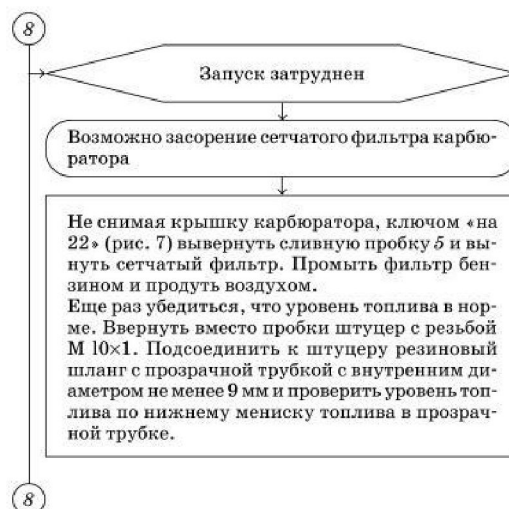 8
Запуск затруднен
Возможно засорение сетчатого фильтра карбю-
ратора
Не снимая крышку карбюратора, ключом «на
22» (рис. 7) вывернуть сливную пробку 5 и вы-
нуть сетчатый фильтр. Промыть фильтр бен-
зином и продуть воздухом.
Еще раз убедиться, что уровень топлива в нор-
ме. Ввернуть вместо пробки штуцер с резьбой
М 10×1. Подсоединить к штуцеру резиновый
шланг с прозрачной трубкой с внутренним ди-
аметром не менее 9 мм и проверить уровень топ-
лива по нижнему мениску топлива в прозрач-
ной трубке.
8